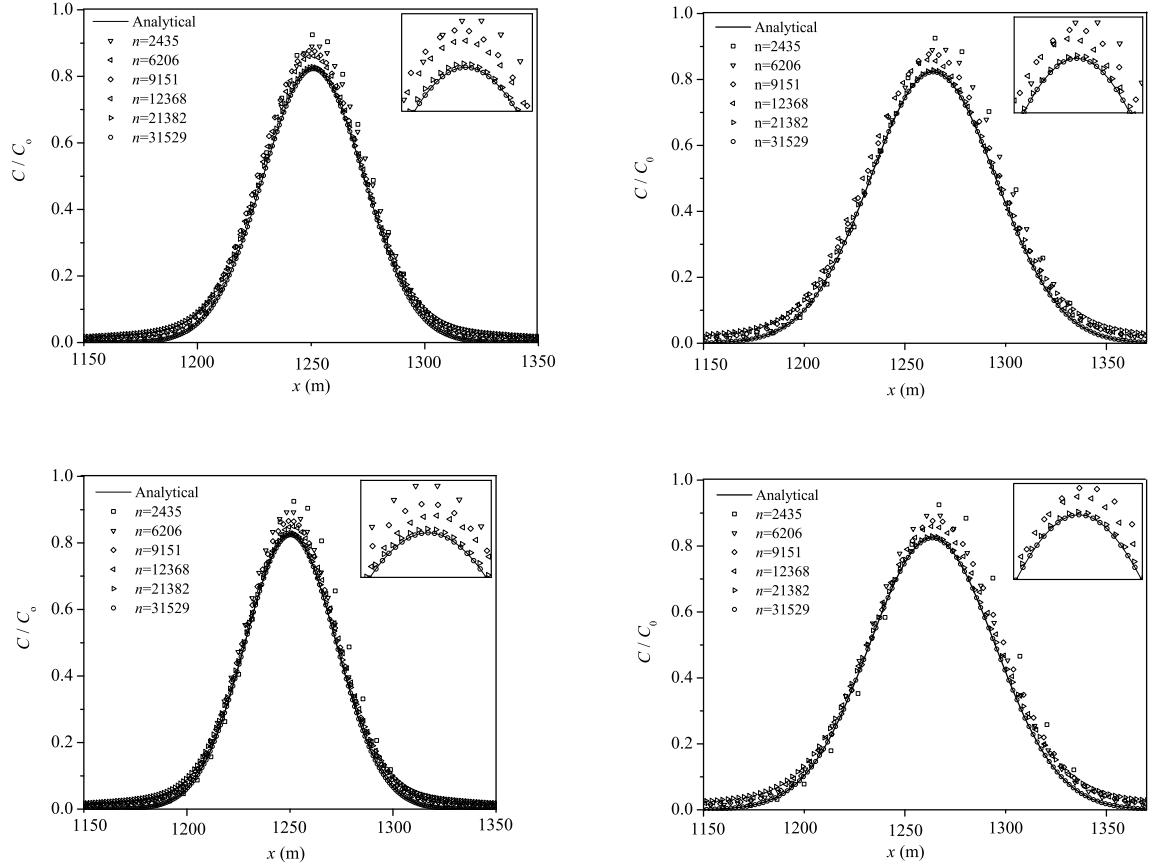 1.0
0.8
0.6
0.4
0.2
0.0
C / Co
Analytical
n=2435
n=6206
n=9151
n=12368
n=21382
n=31529
1150
1200
1250
1300
1350
x (m)
1.0
0.8
0.6
0.4
0.2
0.0
C / C0
Analytical
n=2435
n=6206
n=9151
n=12368
n=21382
n=31529
1150
1200
1250
1300
1350
x (m)
1.0
0.8
0.6
0.4
0.2
0.0
C / Co
Analytical
n=2435
n=6206
n=9151
n=12368
n=21382
n=31529
1150
1200
1250
1300
1350
x (m)
1.0
0.8
0.6
0.4
0.2
0.0
C / C0
Analytical
n=2435
n=6206
n=9151
n=12368
n=21382
n=31529
1150
1200
1250
1300
1350
x (m)